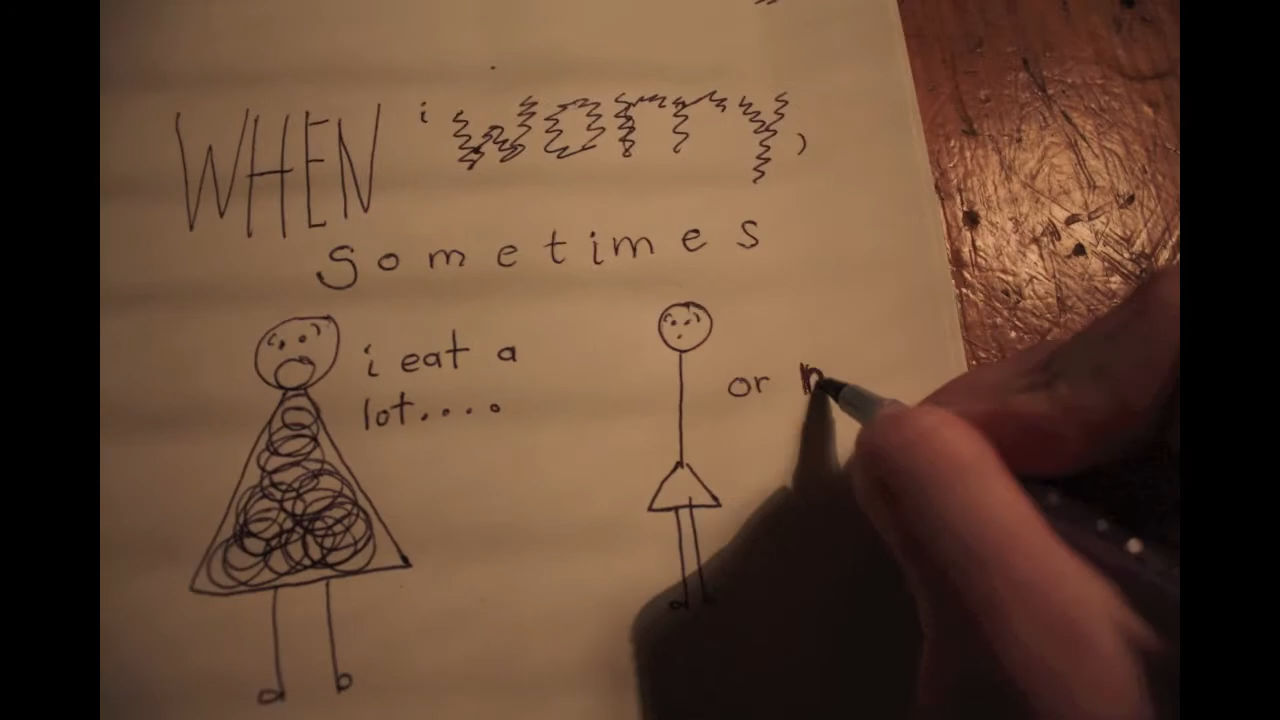 WHEN i worry,
sometimes
i eat a
lot....
or n